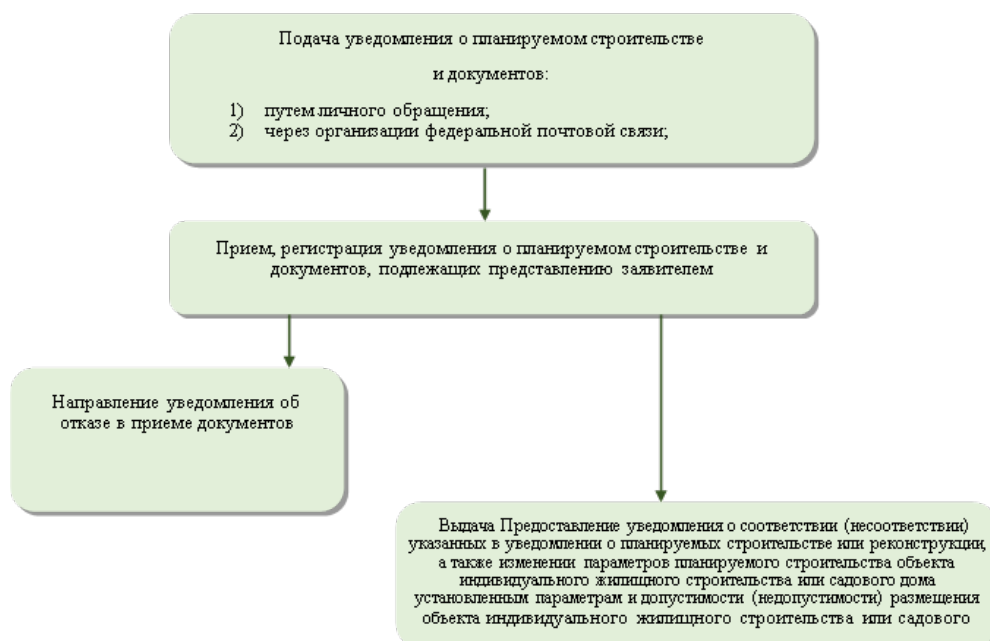 Подача уведомления о планируемом строительстве
и документов:
1) путем личного обращения;
2) через организации федеральной почтовой связи;
Прием, регистрация уведомления о планируемом строительстве и
документов, подлежащих представлению заявителем
Направление уведомления об
отказе в приеме документов
Выдача Предоставление уведомления о соответствии (несоответствии)
указанных в уведомлении о планируемых строительстве или реконструкции,
а также изменении параметров планируемого строительства объекта
индивидуального жилищного строительства или садового дома
установленным параметрам и допустимости (недопустимости) размещения
объекта индивидуального жилищного строительства или садового